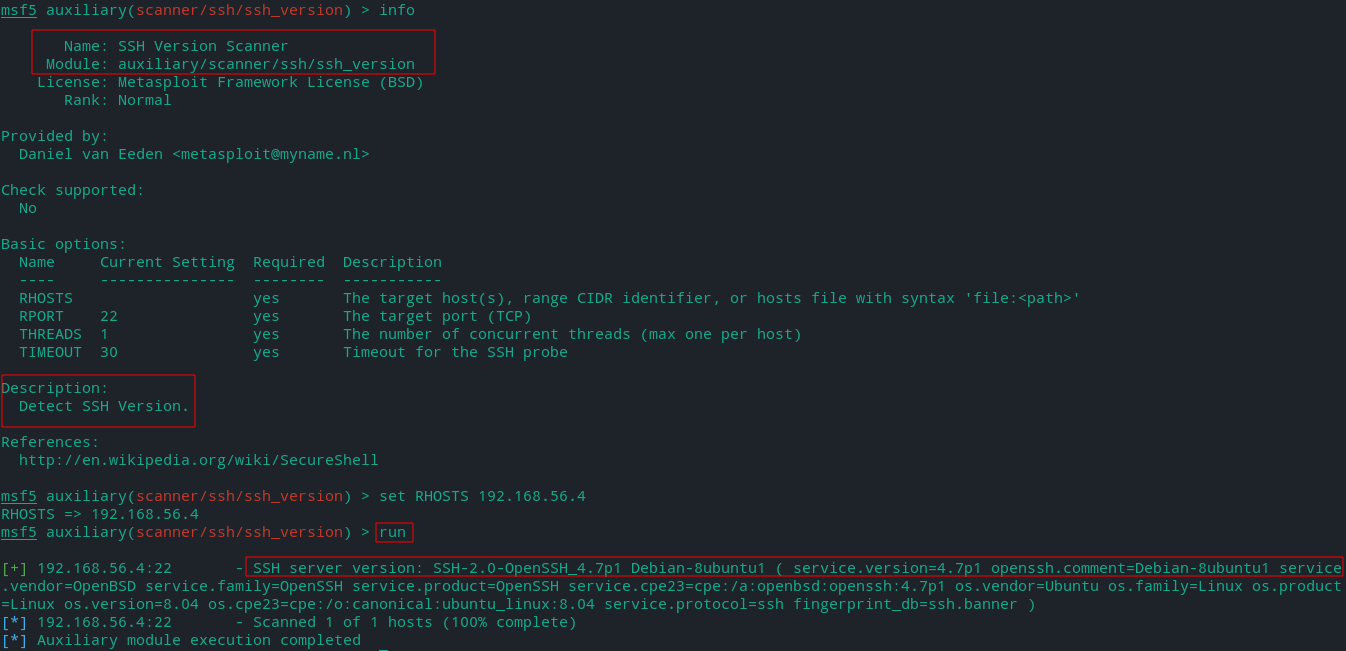 msf5 auxiliary(scanner/ssh/ssh_version) > info
Name: SSH Version Scanner
Module: auxiliary/scanner/ssh/ssh_version
License: Metasploit Framework License (BSD)
Rank: Normal
Provided by:
Daniel van Eeden <metasploit@myname.nl>
Check supported:
No
Basic options:
Name Current Setting Required Description
---- --------------- -------- -----------
RHOSTS yes The target host(s), range CIDR identifier, or hosts file with syntax 'file:<path>'
RPORT 22 yes The target port (TCP)
THREADS 1 yes The number of concurrent threads (max one per host)
TIMEOUT 30 yes Timeout for the SSH probe
Description:
Detect SSH Version.
References:
http://en.wikipedia.org/wiki/SecureShell
msf5 auxiliary(scanner/ssh/ssh_version) > set RHOSTS 192.168.56.4
RHOSTS => 192.168.56.4
msf5 auxiliary(scanner/ssh/ssh_version) > run
[+] 192.168.56.4:22 - SSH server version: SSH-2.0-OpenSSH_4.7p1 Debian-8ubuntu1 ( service.version=4.7p1 openssh.comment=Debian-8ubuntu1 service
.vendor=OpenBSD service.family=OpenSSH service.product=OpenSSH service.cpe23=cpe:/a:openbsd:openssh:4.7p1 os.vendor=Ubuntu os.family=Linux os.product
=Linux os.version=8.04 os.cpe23=cpe:/o:canonical:ubuntu_linux:8.04 service.protocol=ssh fingerprint_db=ssh.banner )
[*] 192.168.56.4:22 - Scanned 1 of 1 hosts (100% complete)
[*] Auxiliary module execution completed